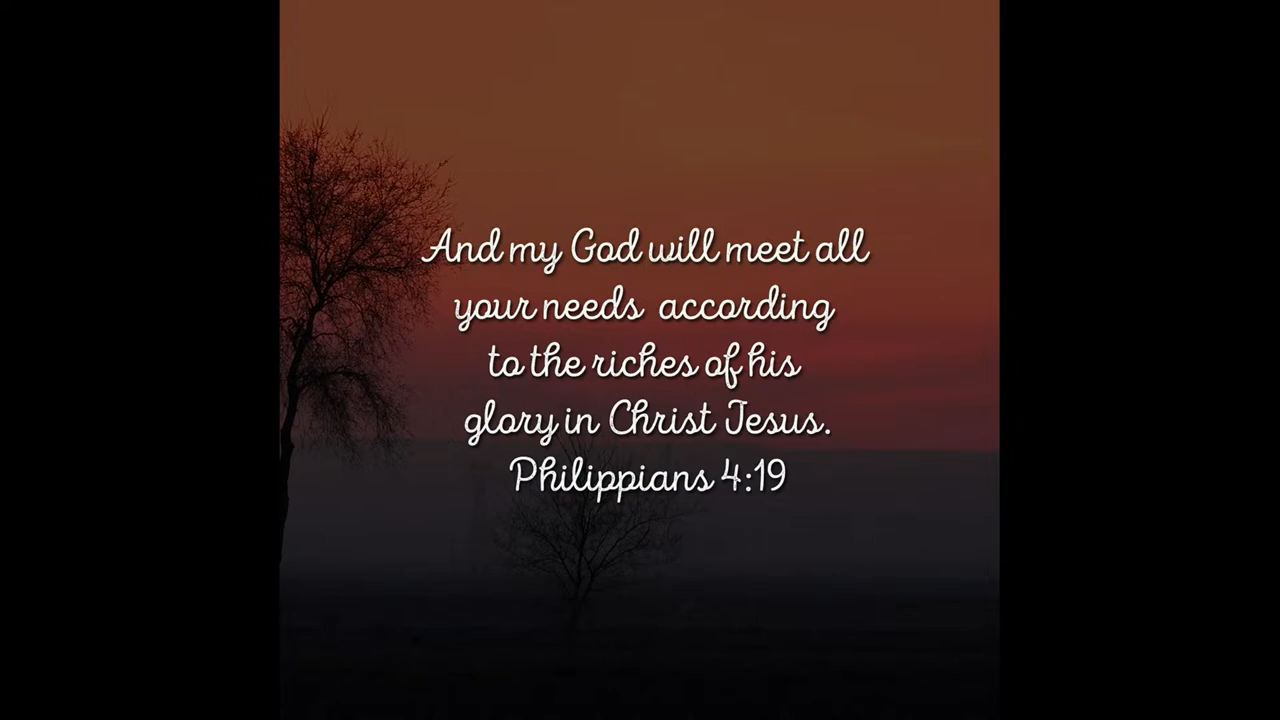 And my God will meet all
your needs according
to the riches of his
glory in Christ Jesus.
Philippians 4:19